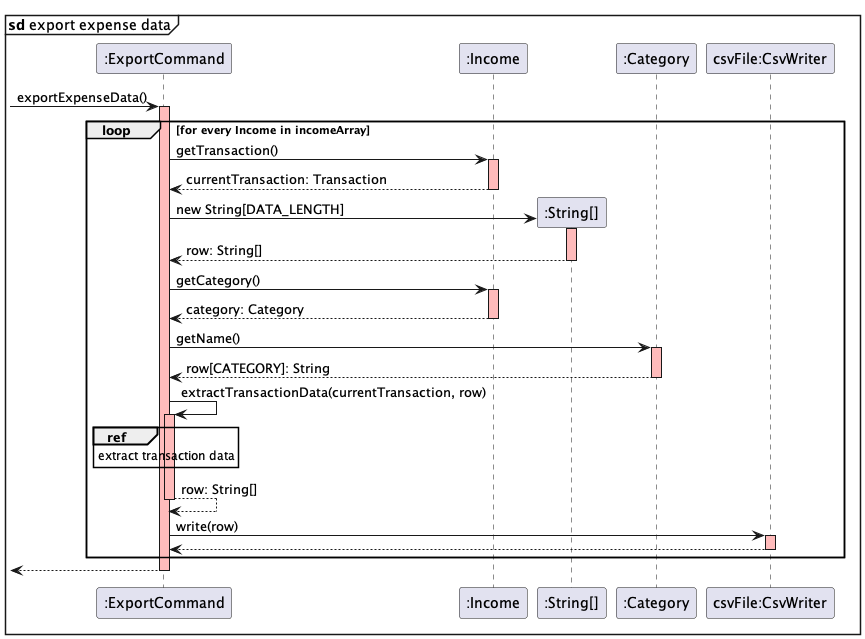 sd export expense data
:ExportCommand :Income :Category csvFile:CsvWriter
exportExpenseData()
loop [for every Income in incomeArray]
getTransaction()
currentTransaction: Transaction
new String[DATA_LENGTH] :String[]
row: String[]
getCategory()
category: Category
getName()
row[CATEGORY]: String
extractTransactionData(currentTransaction, row)
ref
extract transaction data
row: String[]
write(row)
:ExportCommand :Income :String[] :Category csvFile:CsvWriter